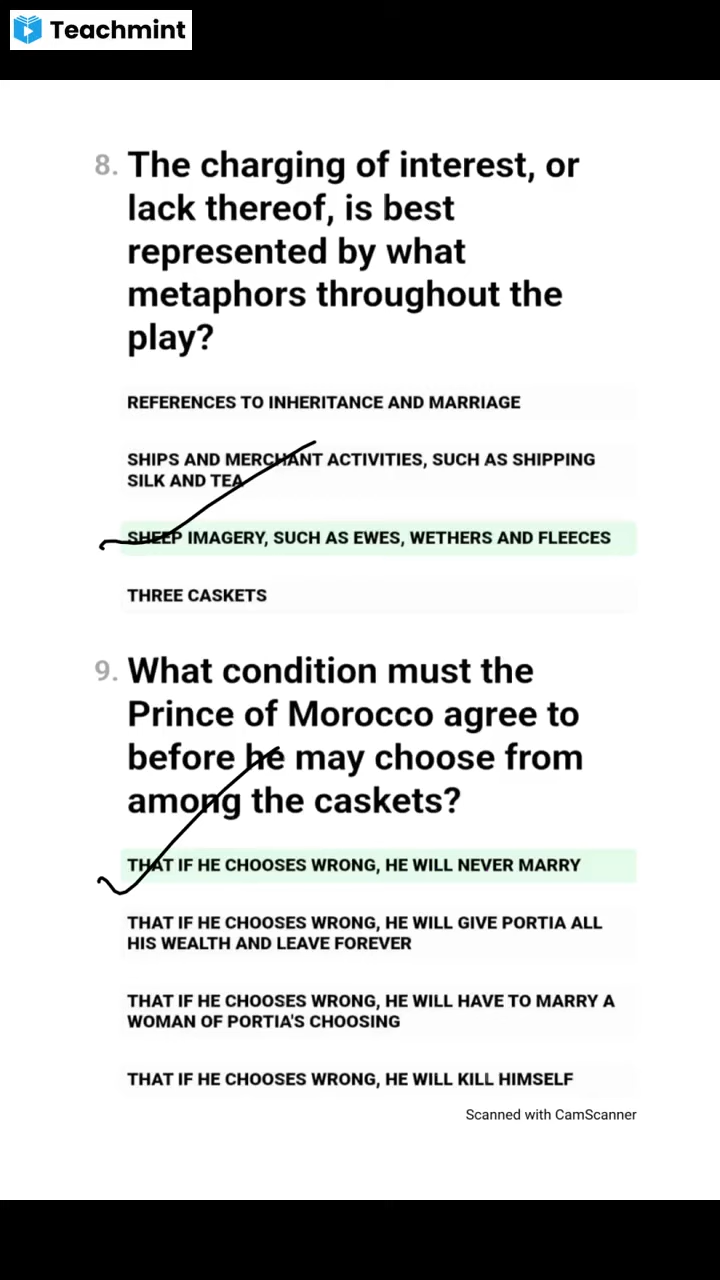 Teachmint
8. The charging of interest, or
lack thereof, is best
represented by what
metaphors throughout the
play?
REFERENCES TO INHERITANCE AND MARRIAGE
SHIPS AND MERCHANT ACTIVITIES, SUCH AS SHIPPING
SILK AND TEA
SHEEP IMAGERY, SUCH AS EWES, WETHERS AND FLEECES
THREE CASKETS
9. What condition must the
Prince of Morocco agree to
before he may choose from
among the caskets?
THAT IF HE CHOOSES WRONG, HE WILL NEVER MARRY
THAT IF HE CHOOSES WRONG, HE WILL GIVE PORTIA ALL
HIS WEALTH AND LEAVE FOREVER
THAT IF HE CHOOSES WRONG, HE WILL HAVE TO MARRY A
WOMAN OF PORTIA'S CHOOSING
THAT IF HE CHOOSES WRONG, HE WILL KILL HIMSELF
Scanned with CamScanner